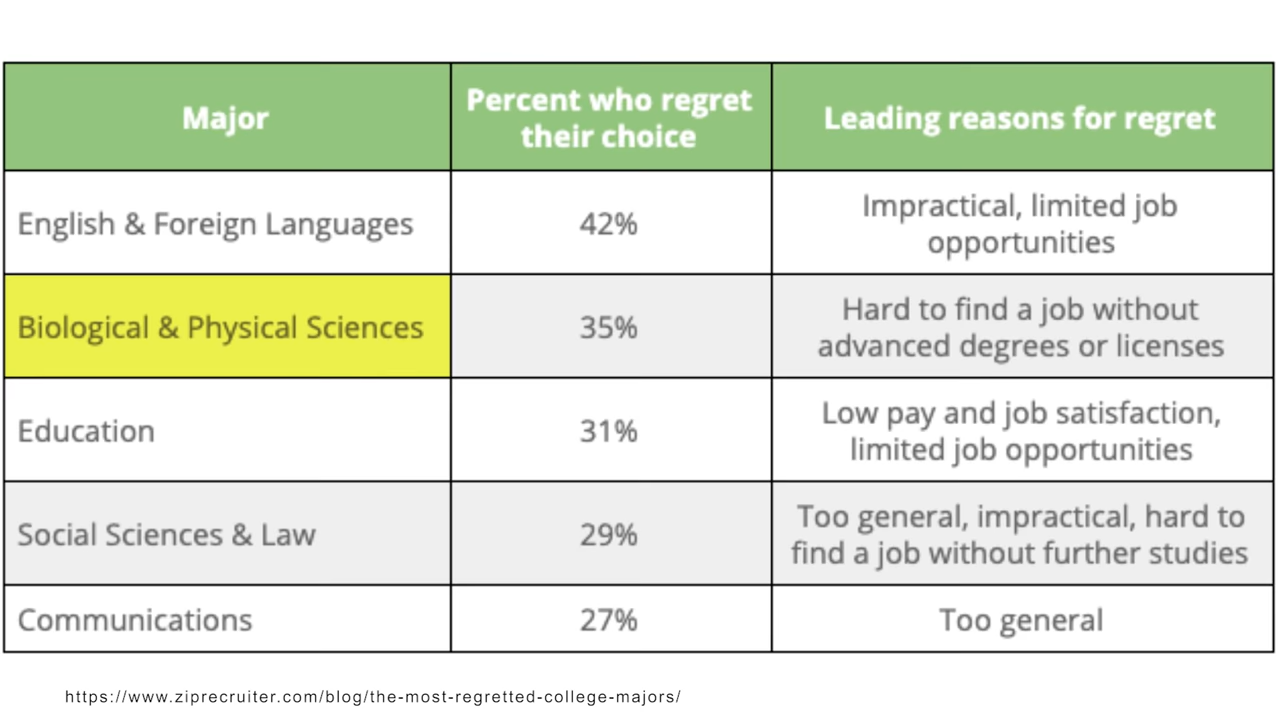 Major
Percent who regret
their choice
Leading reasons for regret
English & Foreign Languages
42%
Impractical, limited job
opportunities
Biological & Physical Sciences
35%
Hard to find a job without
advanced degrees or licenses
Education
31%
Low pay and job satisfaction,
limited job opportunities
Social Sciences & Law
29%
Too general, impractical, hard to
find a job without further studies
Communications
27%
Too general
https://www.ziprecruiter.com/blog/the-most-regretted-college-majors/